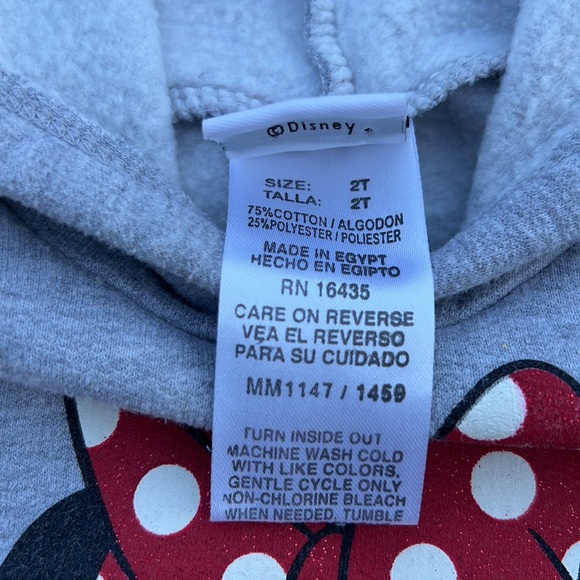 ©Disney
SIZE: 2T
TALLA: 2T
75%COTTON / ALGODON
25%POLYESTER / POLIESTER
MADE IN EGYPT
HECHO EN EGIPTO
RN 16435
CARE ON REVERSE
VEA EL REVERSO
PARA SU CUIDADO
MM1147 / 1459
TURN INSIDE OUT
MACHINE WASH COLD
WITH LIKE COLORS,
GENTLE CYCLE ONLY
NON-CHLORINE BLEACH
WHEN NEEDED, TUMBLE